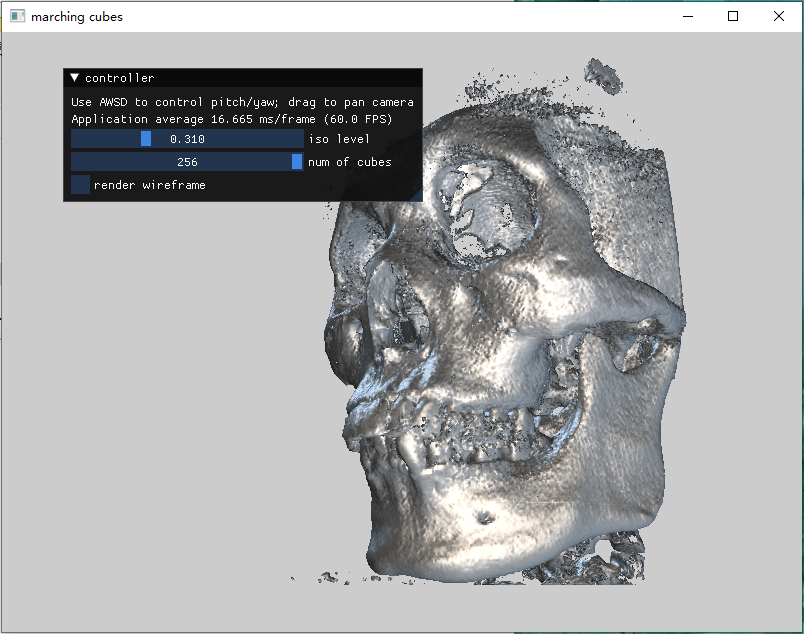 marching cubes
controller
Use AWSD to control pitch/yaw; drag to pan camera
Application average 16.665 ms/frame (60.0 FPS)
0.310 iso level
256 num of cubes
render wireframe